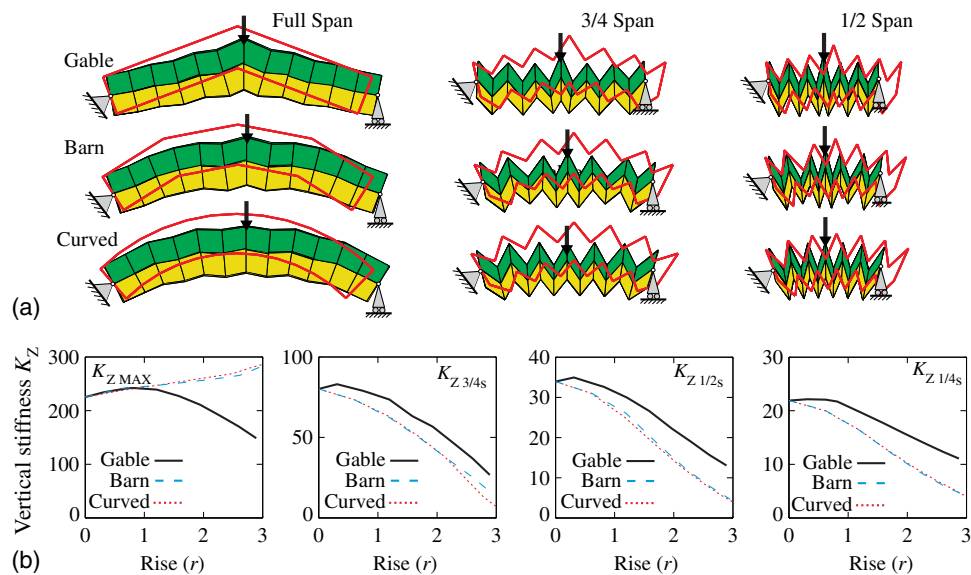 Full Span
3/4 Span
1/2 Span
Gable
Barn
Curved
(a)
Vertical stiffness K_Z
300
200
100
0
K_Z MAX
Gable
Barn
Curved
0 1 2 3
Rise (r)
100
50
0
K_Z 3/4s
Gable
Barn
Curved
0 1 2 3
Rise (r)
40
30
20
10
0
K_Z 1/2s
Gable
Barn
Curved
0 1 2 3
Rise (r)
40
30
20
10
0
K_Z 1/4s
Gable
Barn
Curved
0 1 2 3
Rise (r)
(b)